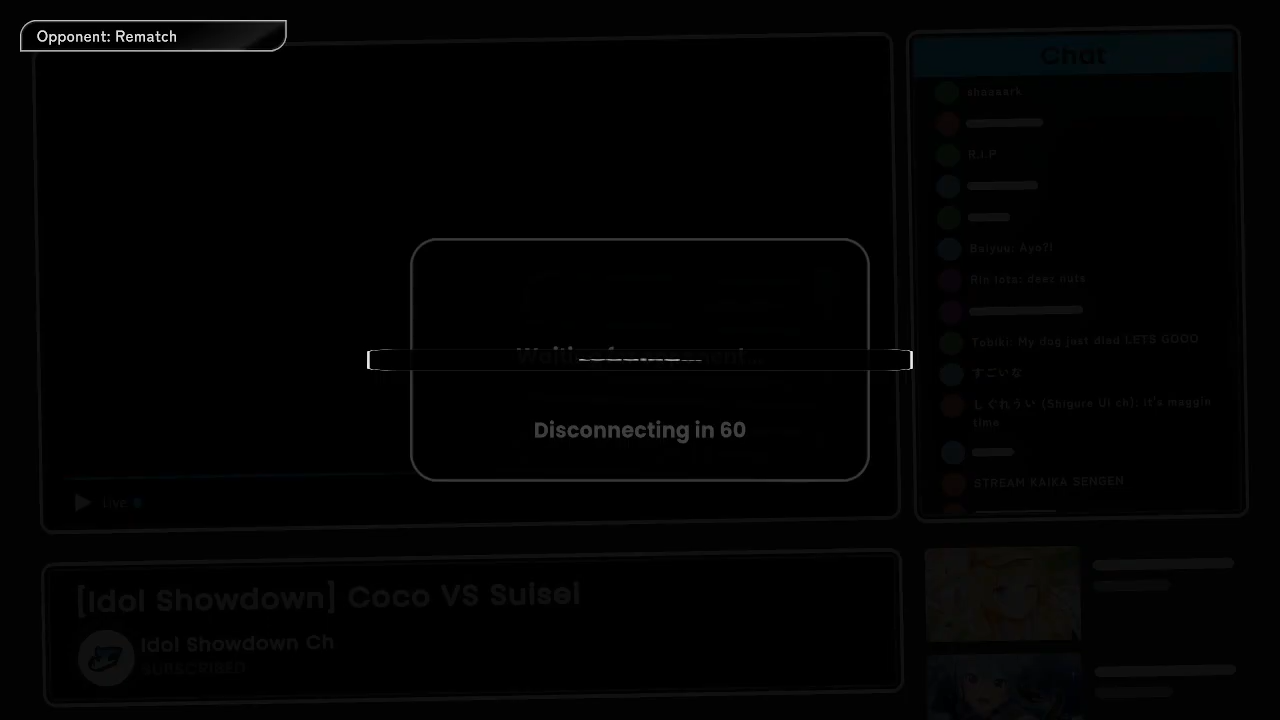 Opponent: Rematch
Chat
sheeeark
R.I.P
Baiyuu: Ayo?!
Rin tata: deez nuts
Tobiki: My dog just died LETS GOOO
すごいな
しぐれうい (Shigure Ui ch): it's maggin
time
STREAM KAIKA SENGEN
Disconnecting in 60
live
[Idol Showdown] Coco VS Suisei
Idol Showdown Ch
SUBSCRIBED